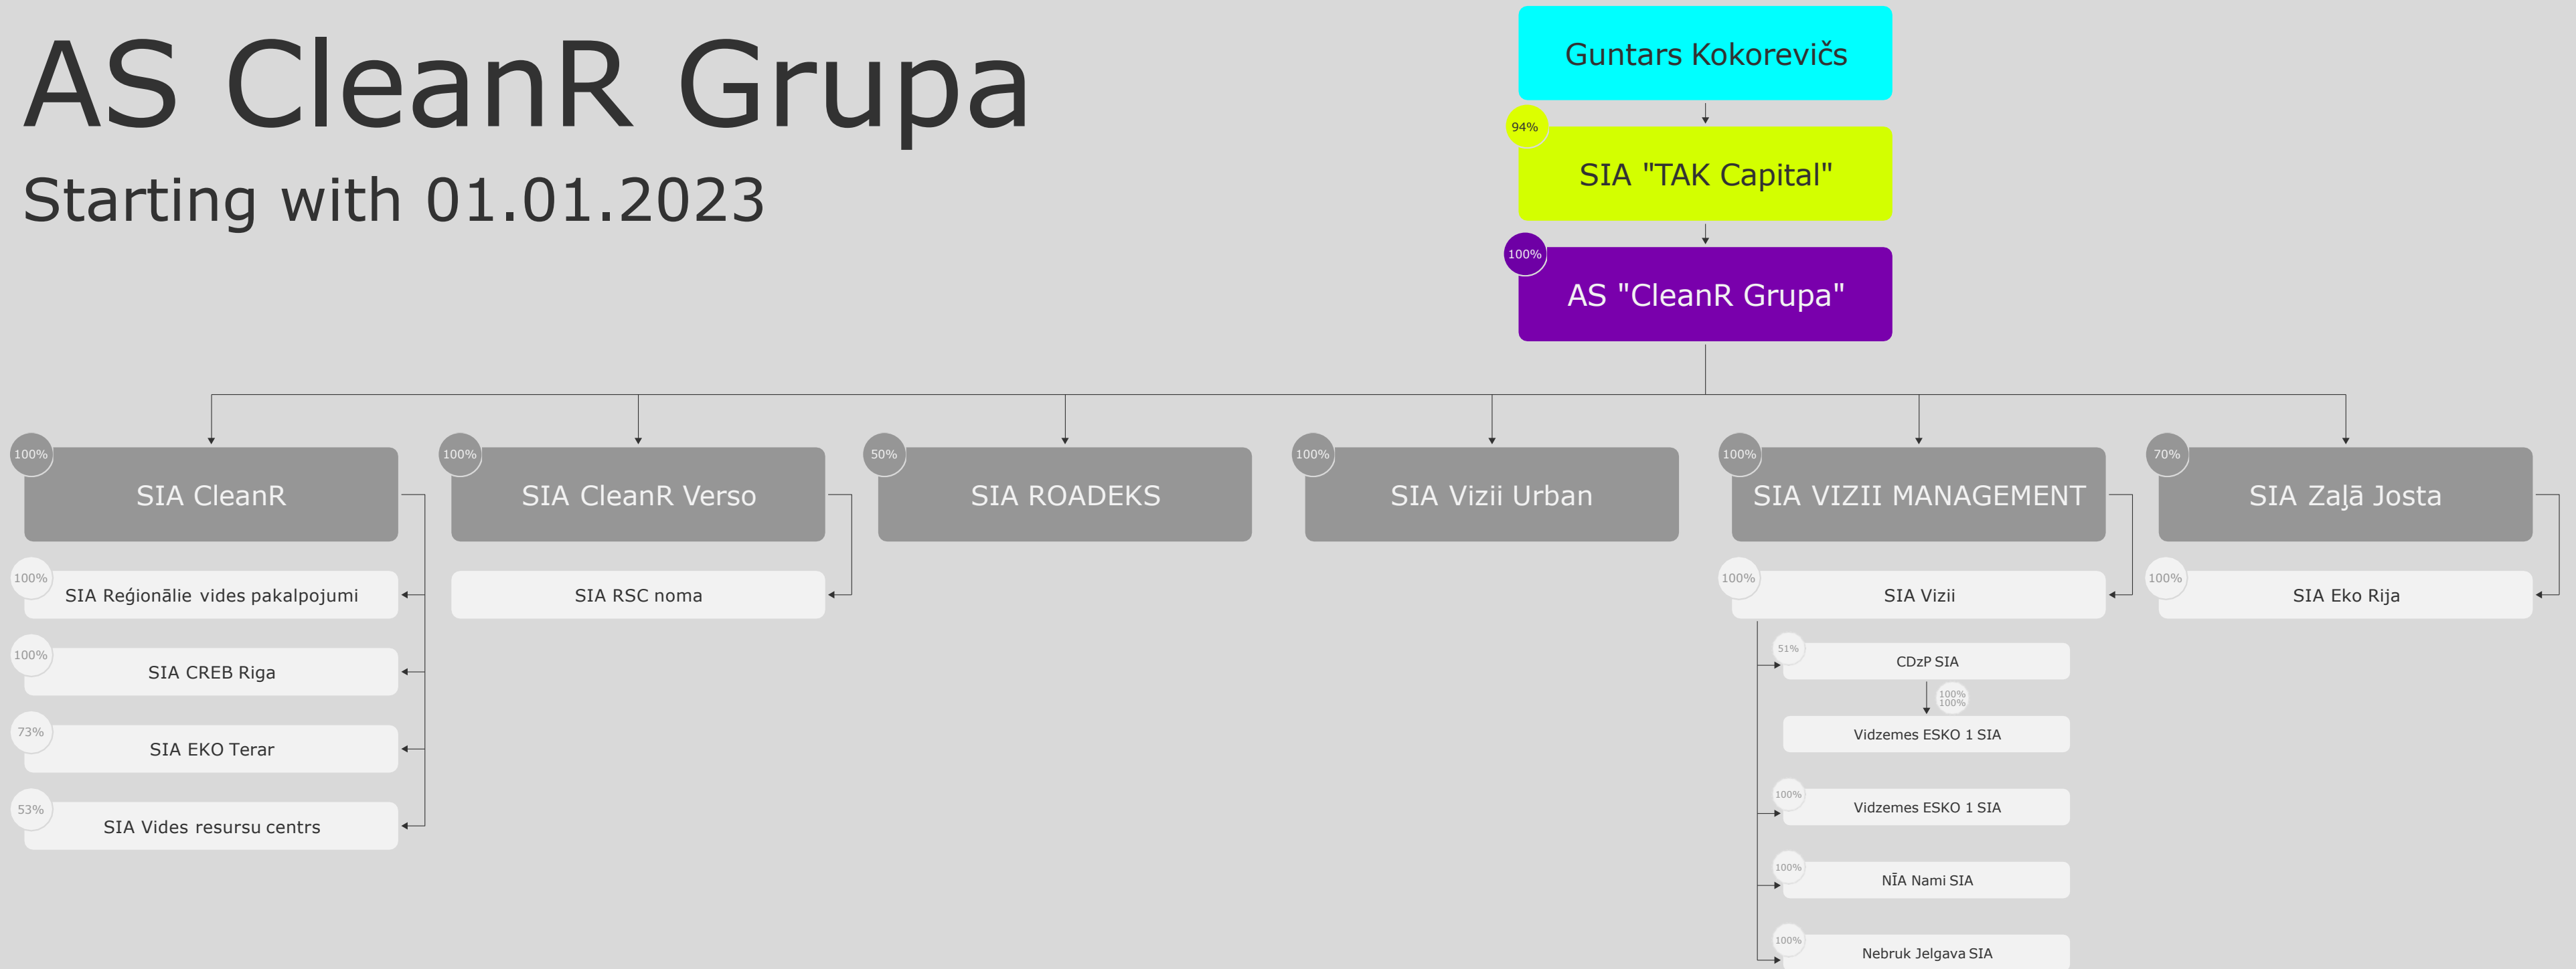 AS CleanR Grupa
Starting with 01.01.2023
Guntars Kokorevičs
94%
SIA "TAK Capital"
100%
AS "CleanR Grupa"
100%
SIA CleanR
100%
SIA CleanR Verso
50%
SIA ROADEKS
100%
SIA Vizii Urban
100%
SIA VIZII MANAGEMENT
70%
SIA Zaļā Josta
100%
SIA Reģionālie vides pakalpojumi
SIA RSC noma
100%
SIA Vizii
100%
SIA Eko Rija
100%
SIA CREB Riga
51%
CDzP SIA
100%
100%
Vidzemes ESKO 1 SIA
73%
SIA EKO Terar
100%
Vidzemes ESKO 1 SIA
53%
SIA Vides resursu centrs
100%
NĪA Nami SIA
100%
Nebruk Jelgava SIA